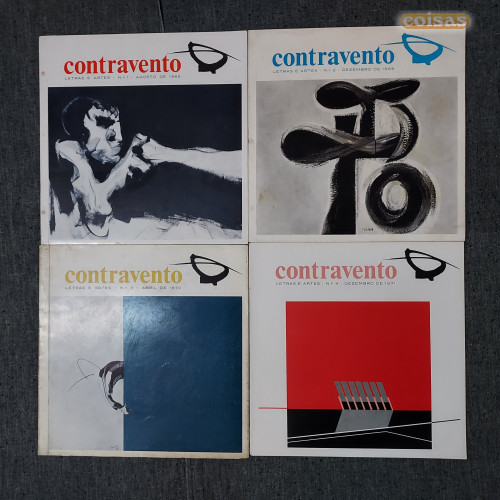 coisas
contravento
LETRAS E ARTES · N.º 1 · AGOSTO DE 1968
contravento
LETRAS E ARTES · N.º 2 · DEZEMBRO DE 1968
contravento
LETRAS E ARTES · N.º 3 · ABRIL DE 1970
contravento
LETRAS E ARTES · N.º 4 · DEZEMBRO DE 1971